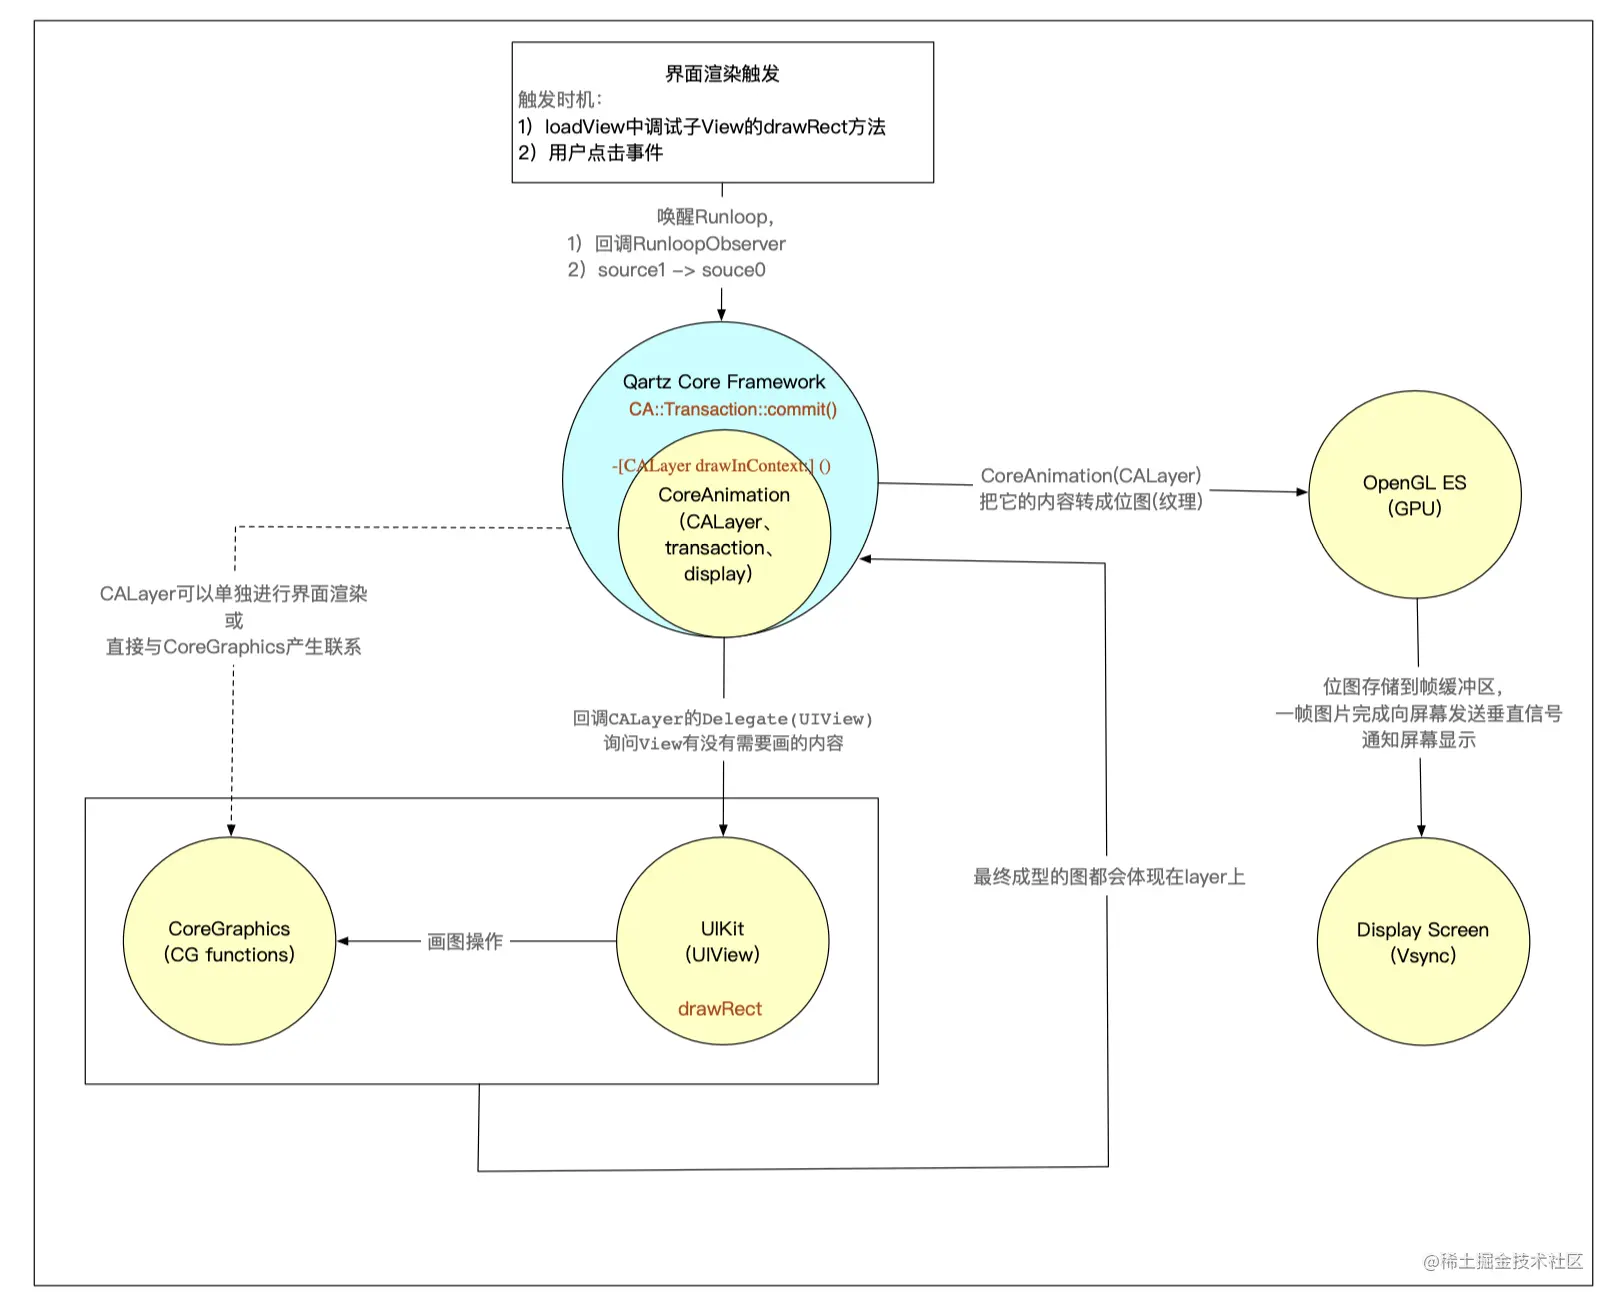 界面渲染触发
触发时机：
1）loadView中调试子View的drawRect方法
2）用户点击事件
唤醒Runloop，
1）回调RunloopObserver
2）source1 -> souce0
Qartz Core Framework
CA::Transaction::commit()
-[CALayer drawInContext:] ()
CoreAnimation
（CALayer、
transaction、
display）
CoreAnimation(CALayer)
把它的内容转成位图(纹理)
OpenGL ES
（GPU）
CALayer可以单独进行界面渲染
或
直接与CoreGraphics产生联系
回调CALayer的Delegate(UIView)
询问View有没有需要画的内容
位图存储到帧缓冲区，
一帧图片完成向屏幕发送垂直信号
通知屏幕显示
最终成型的图都会体现在layer上
CoreGraphics
（CG functions）
画图操作
UIKit
（UIView）
drawRect
Display Screen
（Vsync）
@稀土掘金技术社区